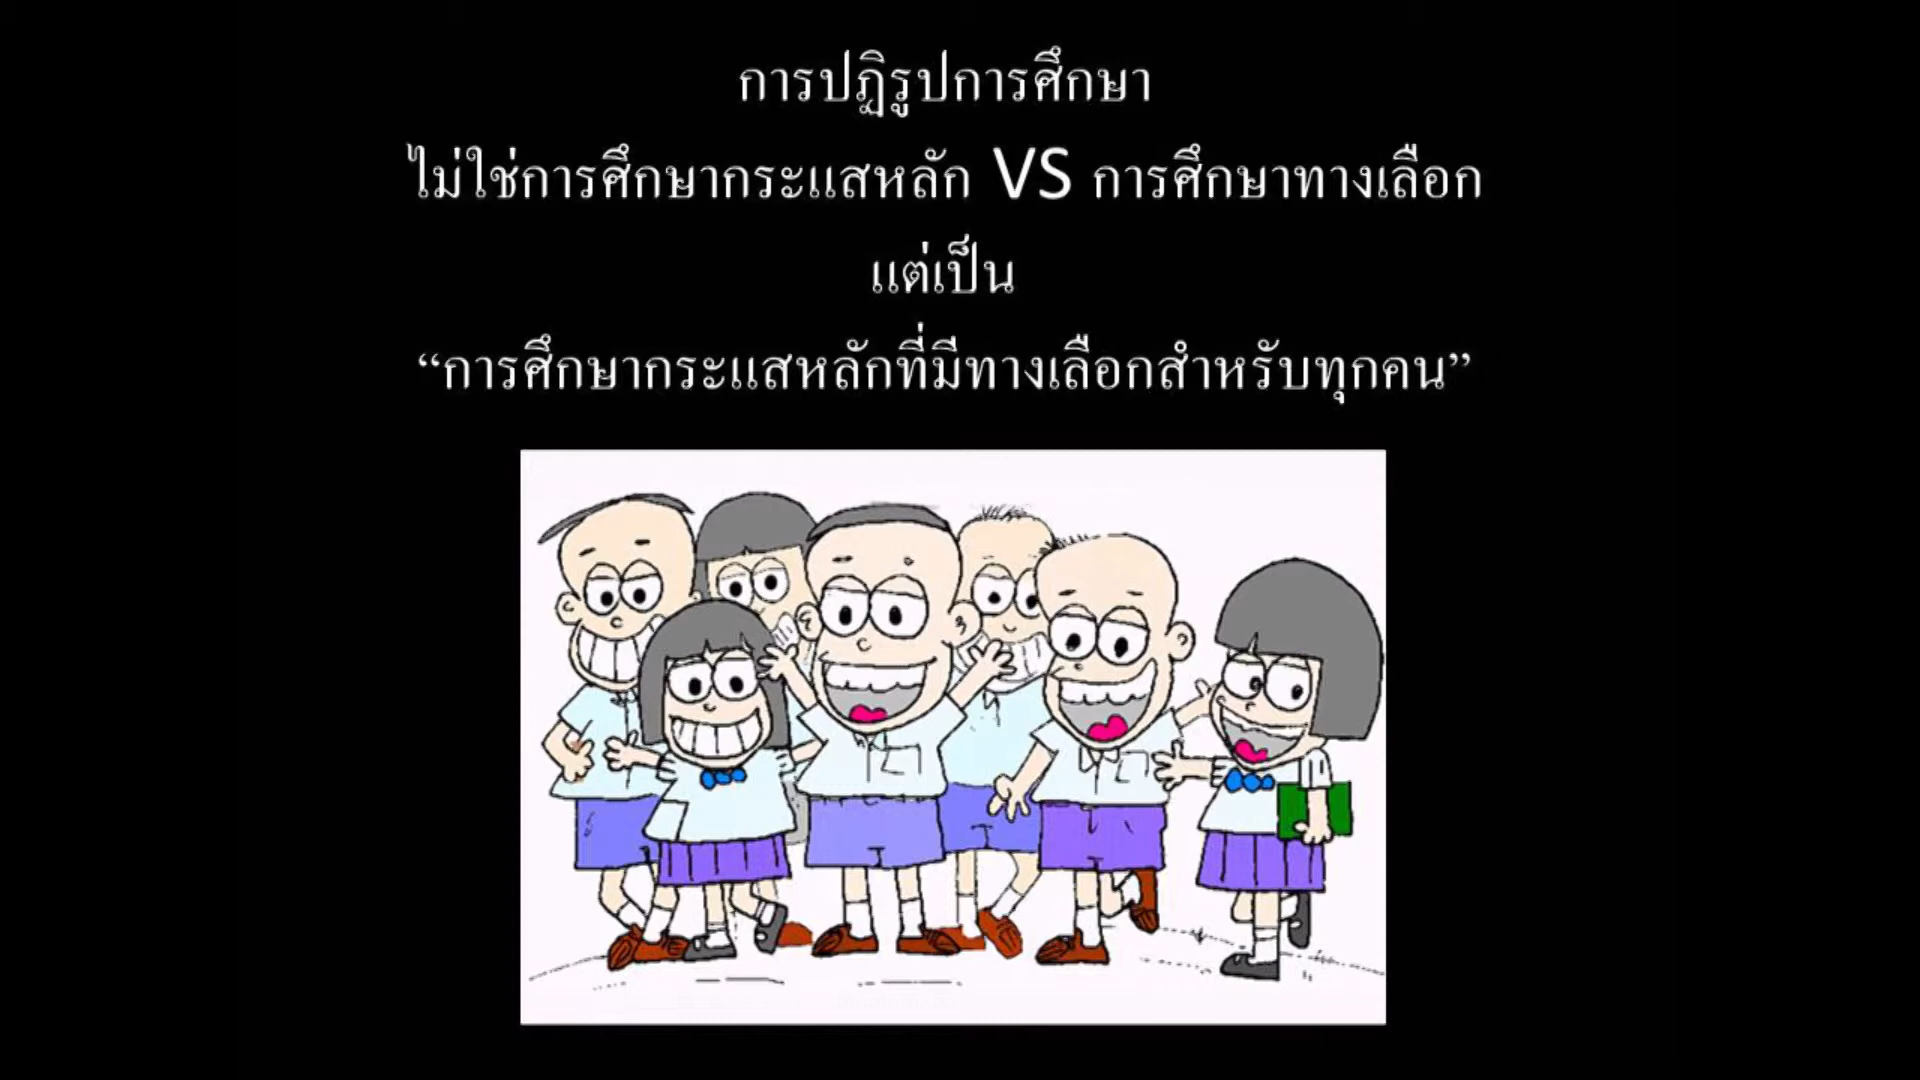 การปฏิรูปการศึกษา
ไม่ใช่การศึกษากระแสหลัก VS การศึกษาทางเลือก
แต่เป็น
“การศึกษากระแสหลักที่มีทางเลือกสำหรับทุกคน”